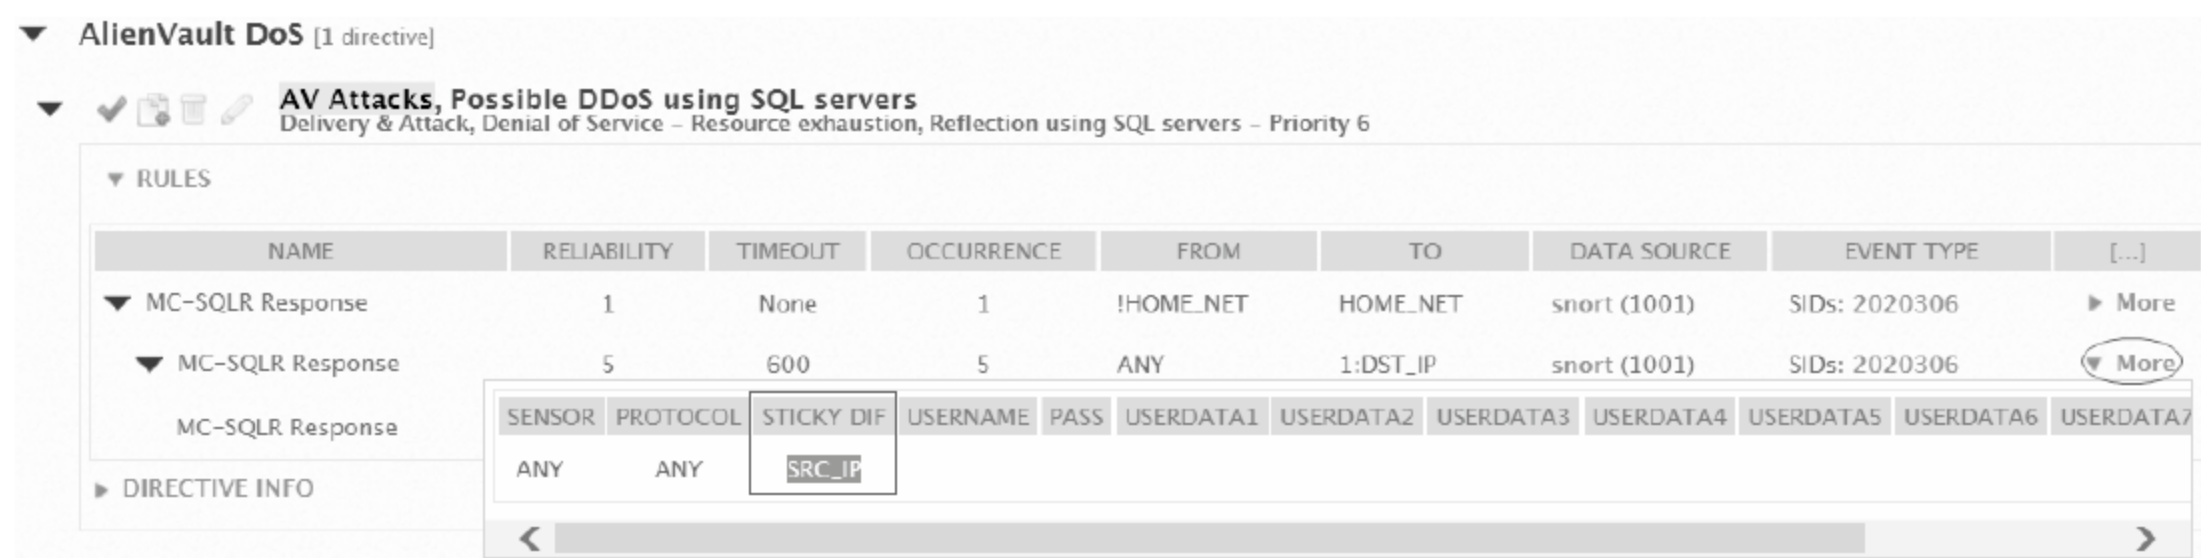 AlienVault DoS [1 directive]
AV Attacks, Possible DDoS using SQL servers
Delivery & Attack, Denial of Service – Resource exhaustion, Reflection using SQL servers – Priority 6
RULES
NAME RELIABILITY TIMEOUT OCCURRENCE FROM TO DATA SOURCE EVENT TYPE [...]
MC-SQLR Response 1 None 1 !HOME_NET HOME_NET snort (1001) SIDs: 2020306 More
MC-SQLR Response 5 600 5 ANY 1:DST_IP snort (1001) SIDs: 2020306 More
SENSOR PROTOCOL STICKY DIF USERNAME PASS USERDATA1 USERDATA2 USERDATA3 USERDATA4 USERDATA5 USERDATA6 USERDATA7
MC-SQLR Response
ANY ANY SRC_IP
DIRECTIVE INFO